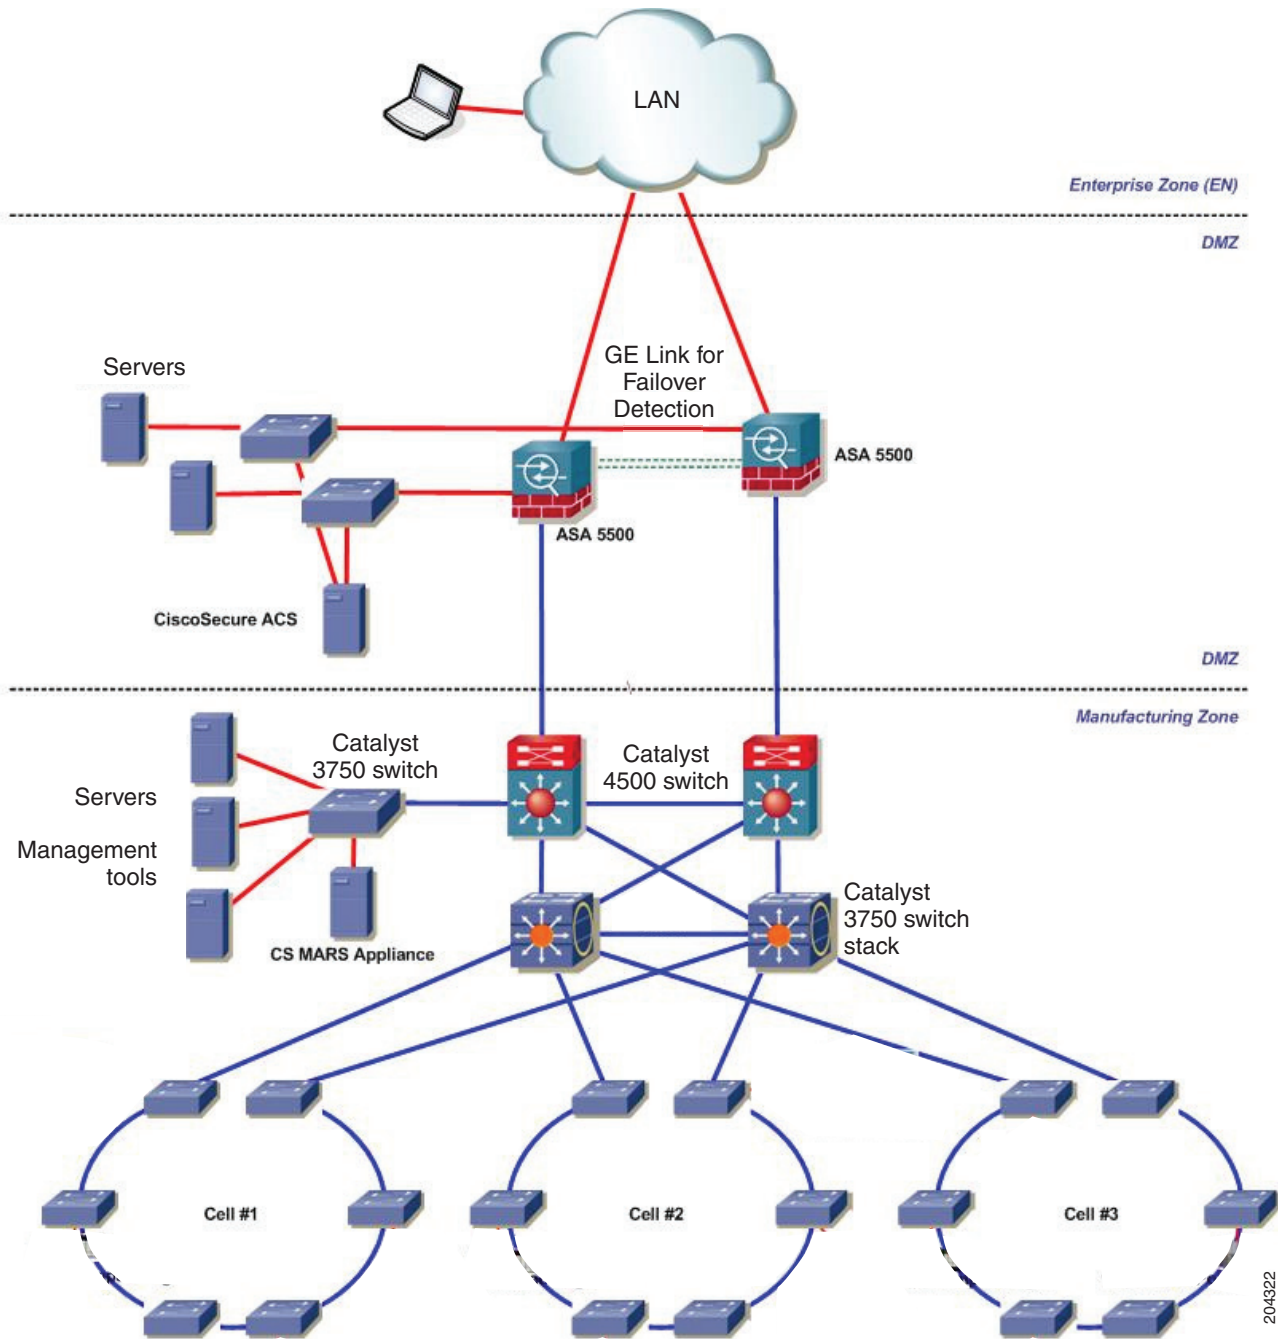 LAN
Enterprise Zone (EN)
DMZ
Servers
GE Link for
Failover
Detection
ASA 5500
ASA 5500
CiscoSecure ACS
DMZ
Manufacturing Zone
Catalyst
3750 switch
Catalyst
4500 switch
Servers
Management
tools
Catalyst
3750 switch
stack
CS MARS Appliance
Cell #1
Cell #2
Cell #3
204322